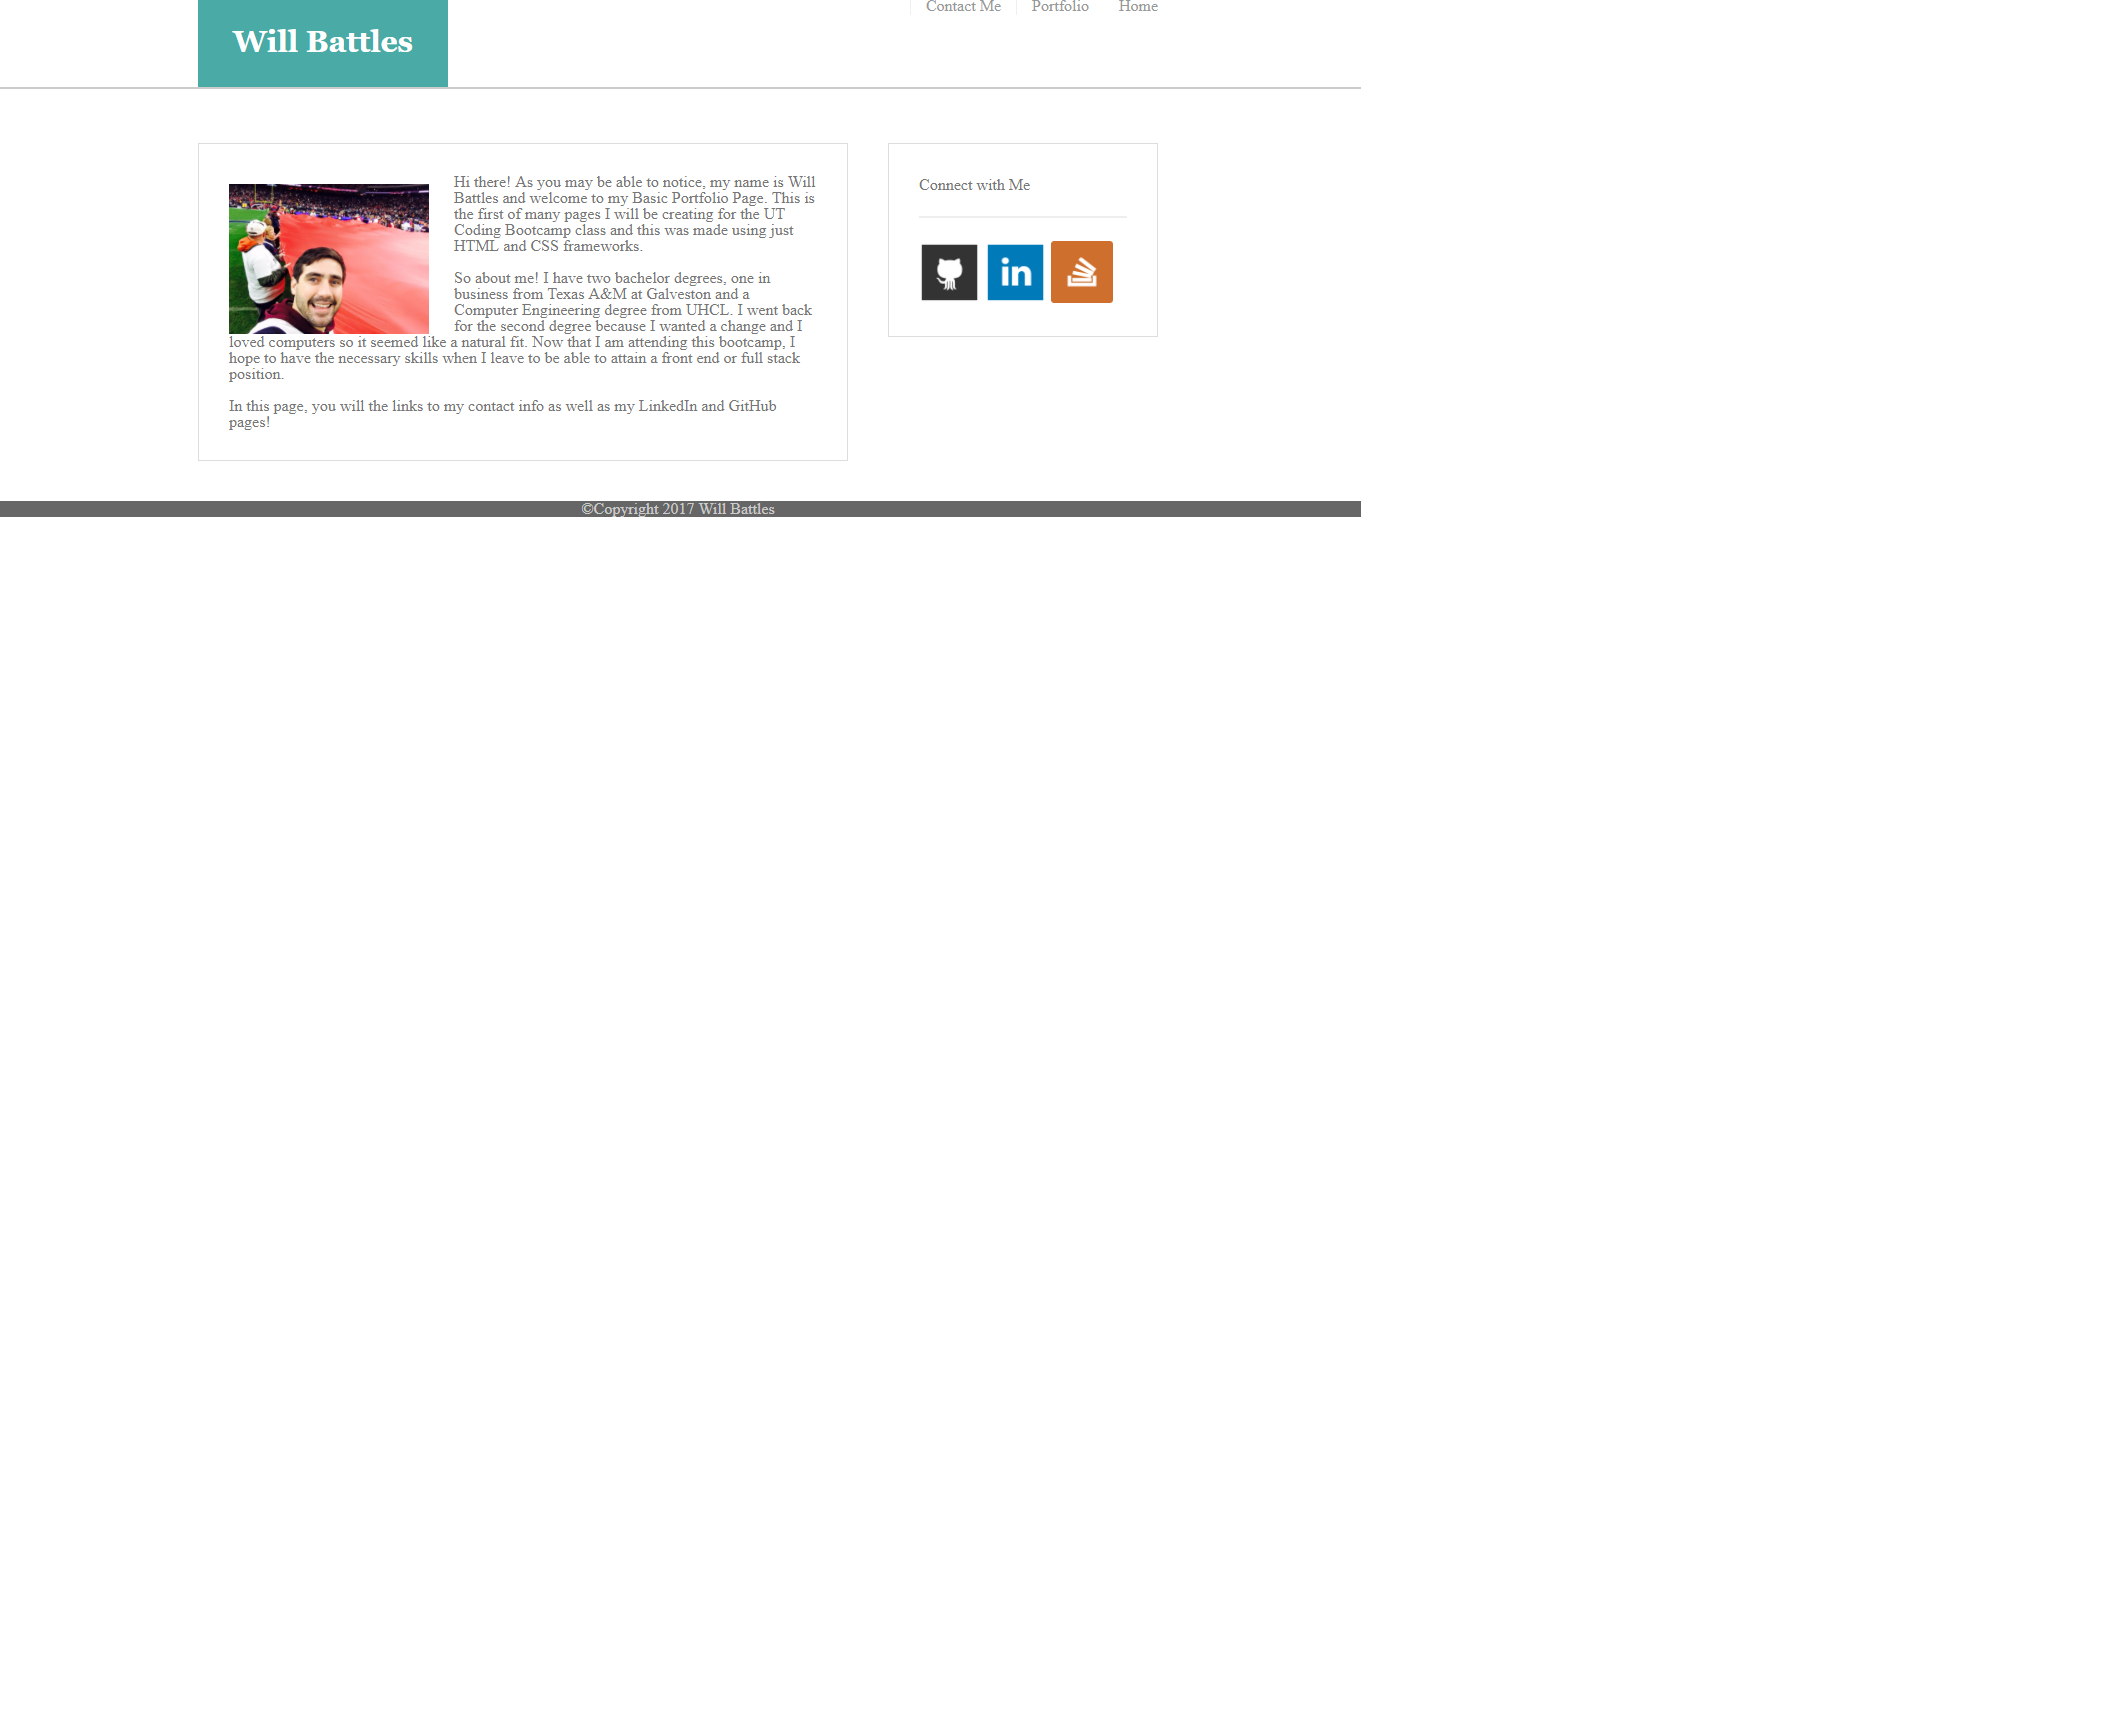 Will Battles
Contact Me
Portfolio
Home
Hi there! As you may be able to notice, my name is Will
Battles and welcome to my Basic Portfolio Page. This is
the first of many pages I will be creating for the UT
Coding Bootcamp class and this was made using just
HTML and CSS frameworks.
So about me! I have two bachelor degrees, one in
business from Texas A&M at Galveston and a
Computer Engineering degree from UHCL. I went back
for the second degree because I wanted a change and I
loved computers so it seemed like a natural fit. Now that I am attending this bootcamp, I
hope to have the necessary skills when I leave to be able to attain a front end or full stack
position.
In this page, you will the links to my contact info as well as my LinkedIn and GitHub
pages!
Connect with Me
in
©Copyright 2017 Will Battles